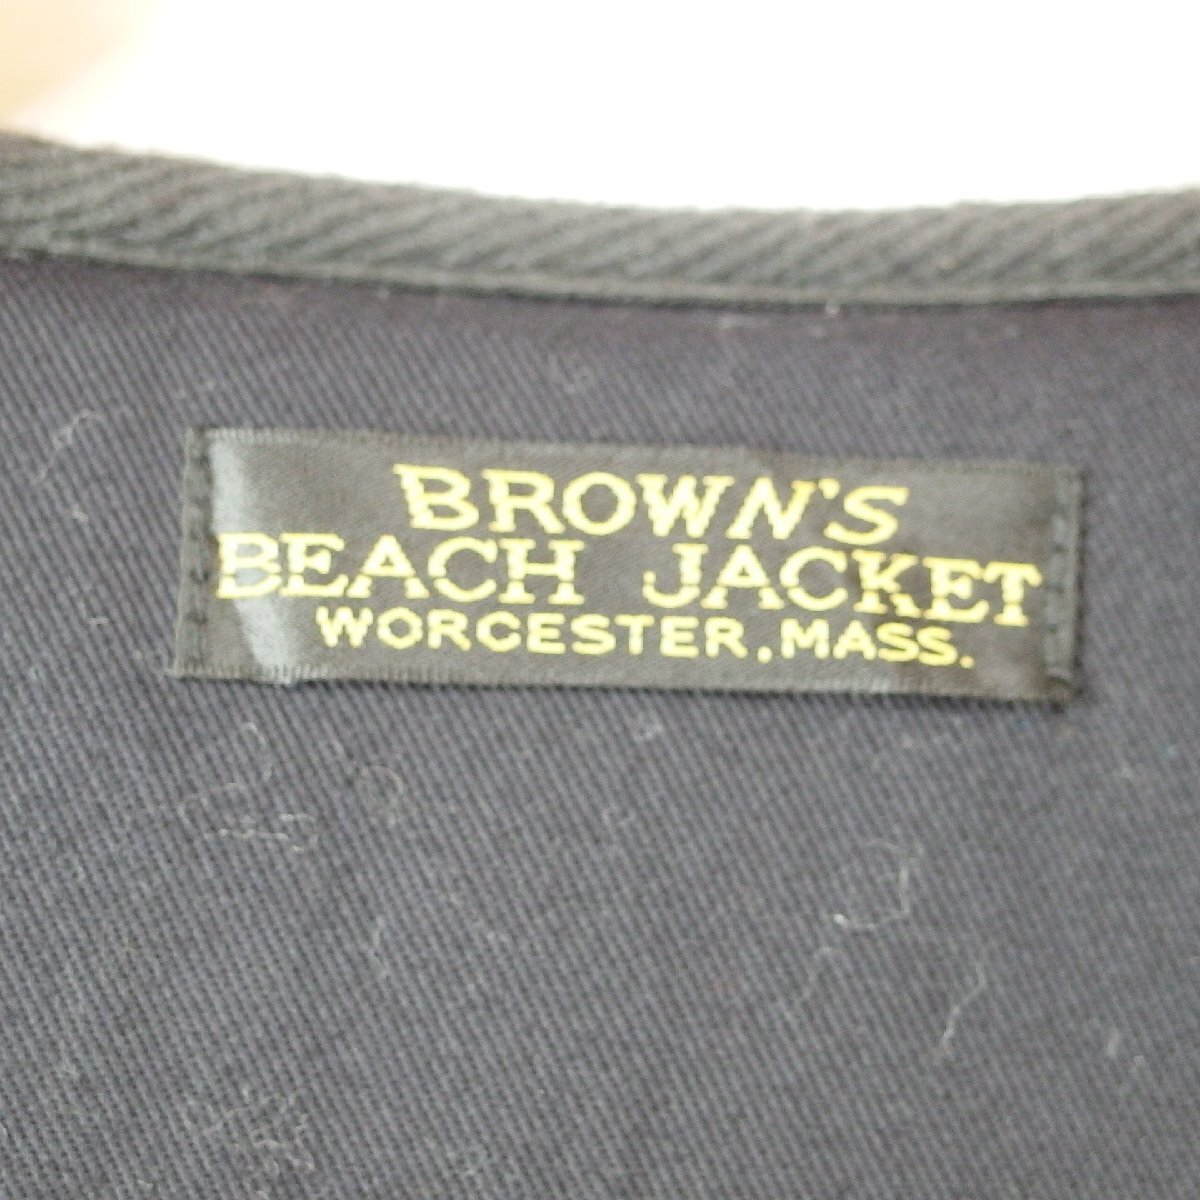 BROWN'S
BEACH JACKET
WORCESTER, MASS.